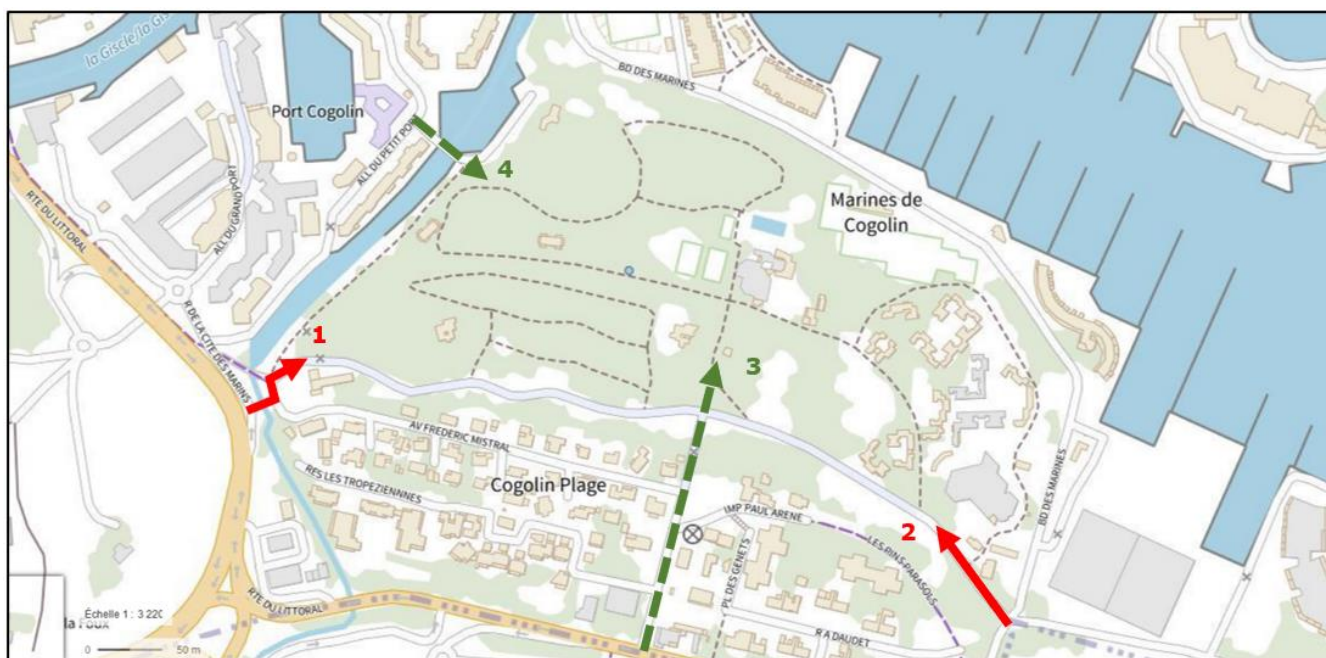 la Giscle
BD DES MARINES
Port Cogolin
ALL DU PETIT PORT
4
ALL DU GRAND PORT
RTE DU LITTORAL
Marines de
Cogolin
R DE LA CITE DES MARINS
1
3
AV FREDERIC MISTRAL
RES LES TROPEZIENNNES
Cogolin Plage
IMP PAUL ARENE
2
LES PINS PARASOLS
BD DES MARINES
PL DES GENETS
RTE DU LITTORAL
R A DAUDET
Échelle 1 : 3 220
la Foux
0 50 m